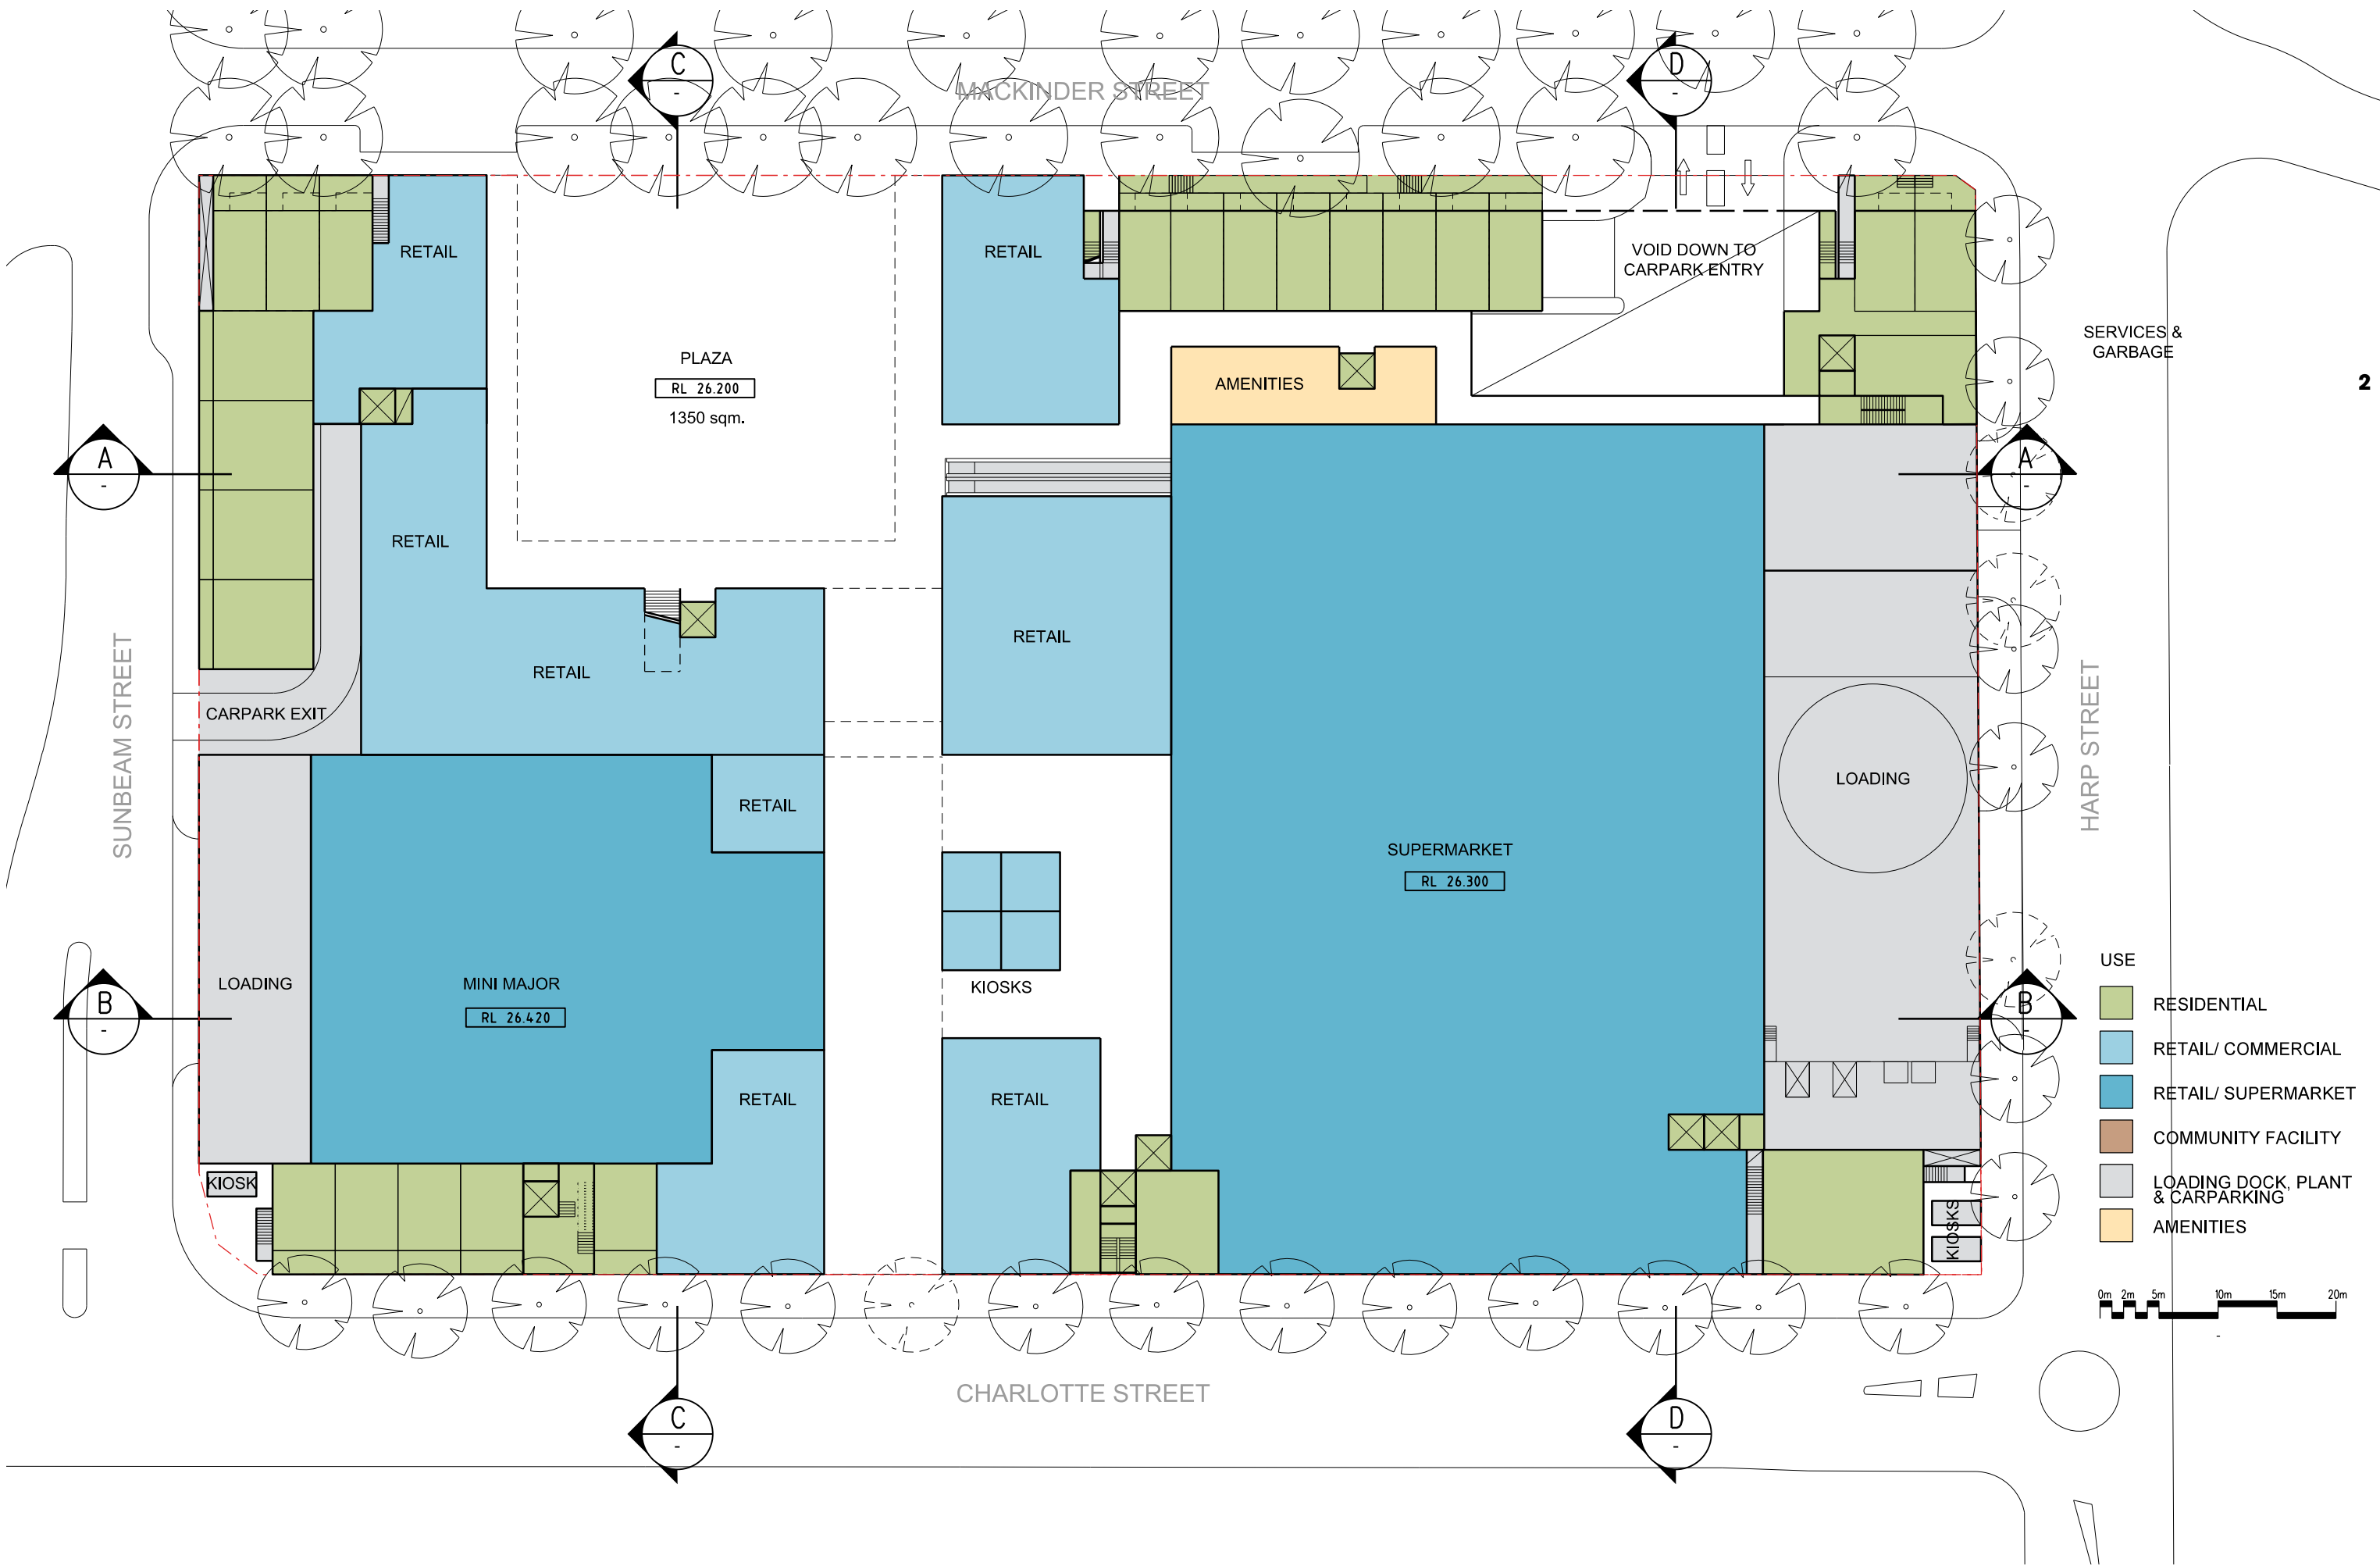 C
-
D
-
MACKINDER STREET
RETAIL
RETAIL
VOID DOWN TO
CARPARK ENTRY
SERVICES &
GARBAGE
2
PLAZA
RL 26.200
1350 sqm.
AMENITIES
A
-
A
-
RETAIL
RETAIL
RETAIL
SUNBEAM STREET
HARP STREET
CARPARK EXIT
RETAIL
LOADING
SUPERMARKET
RL 26.300
LOADING
MINI MAJOR
RL 26.420
KIOSKS
B
-
B
-
RETAIL
RETAIL
KIOSK
KIOSKS
USE
RESIDENTIAL
RETAIL/ COMMERCIAL
RETAIL/ SUPERMARKET
COMMUNITY FACILITY
LOADING DOCK, PLANT
& CARPARKING
AMENITIES
0m 2m 5m 10m 15m 20m
-
CHARLOTTE STREET
C
-
D
-